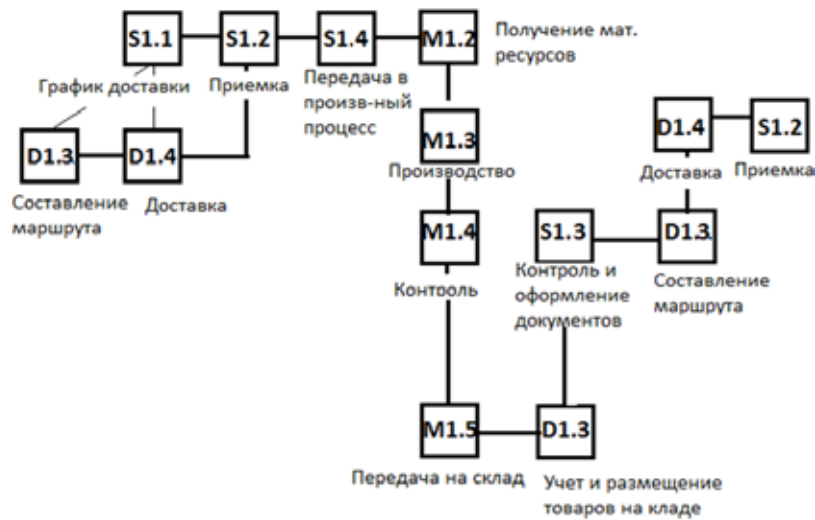 S1.1
S1.2
S1.4
M1.2
Получение мат.
ресурсов
График доставки
Приемка
Передача в
произв-ный
процесс
D1.3
D1.4
Составление
маршрута
Доставка
M1.3
Производство
M1.4
Контроль
M1.5
Передача на склад
D1.3
Учет и размещение
товаров на кладе
S1.3
Контроль и
оформление
документов
D1.3
Составление
маршрута
D1.4
Доставка
S1.2
Приемка